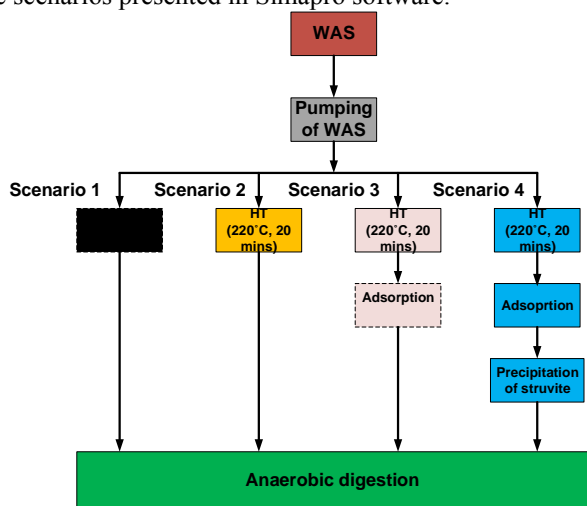 e scenarios presented in Simapro software.
WAS
Pumping
of WAS
Scenario 1
Scenario 2
Scenario 3
Scenario 4
HT
(220˚C, 20
mins)
HT
(220˚C, 20
mins)
HT
(220˚C, 20
mins)
Adsorption
Adsoprtion
Precipitation
of struvite
Anaerobic digestion